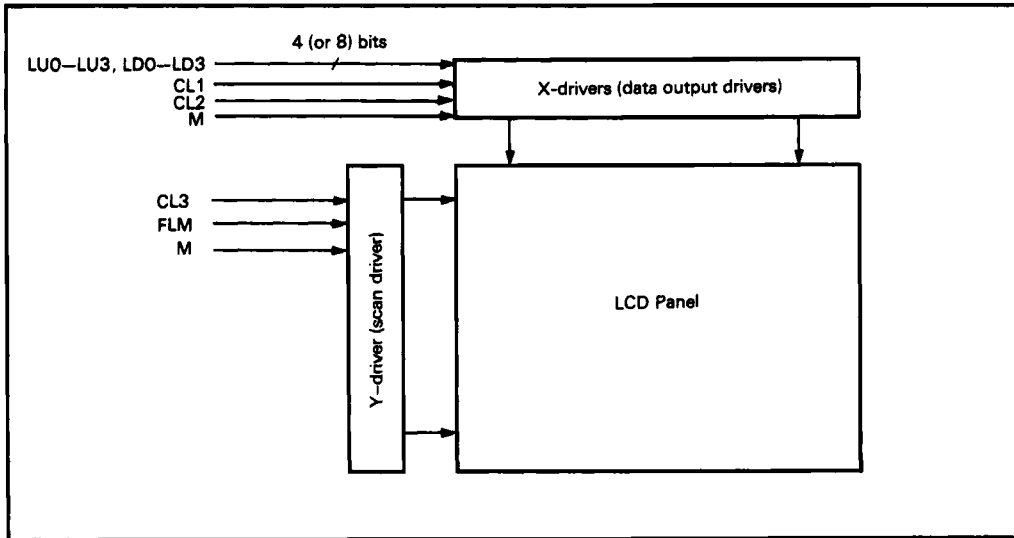 4 (or 8) bits
LU0—LU3, LD0—LD3
CL1
CL2
M
X-drivers (data output drivers)
CL3
FLM
M
Y-driver (scan driver)
LCD Panel